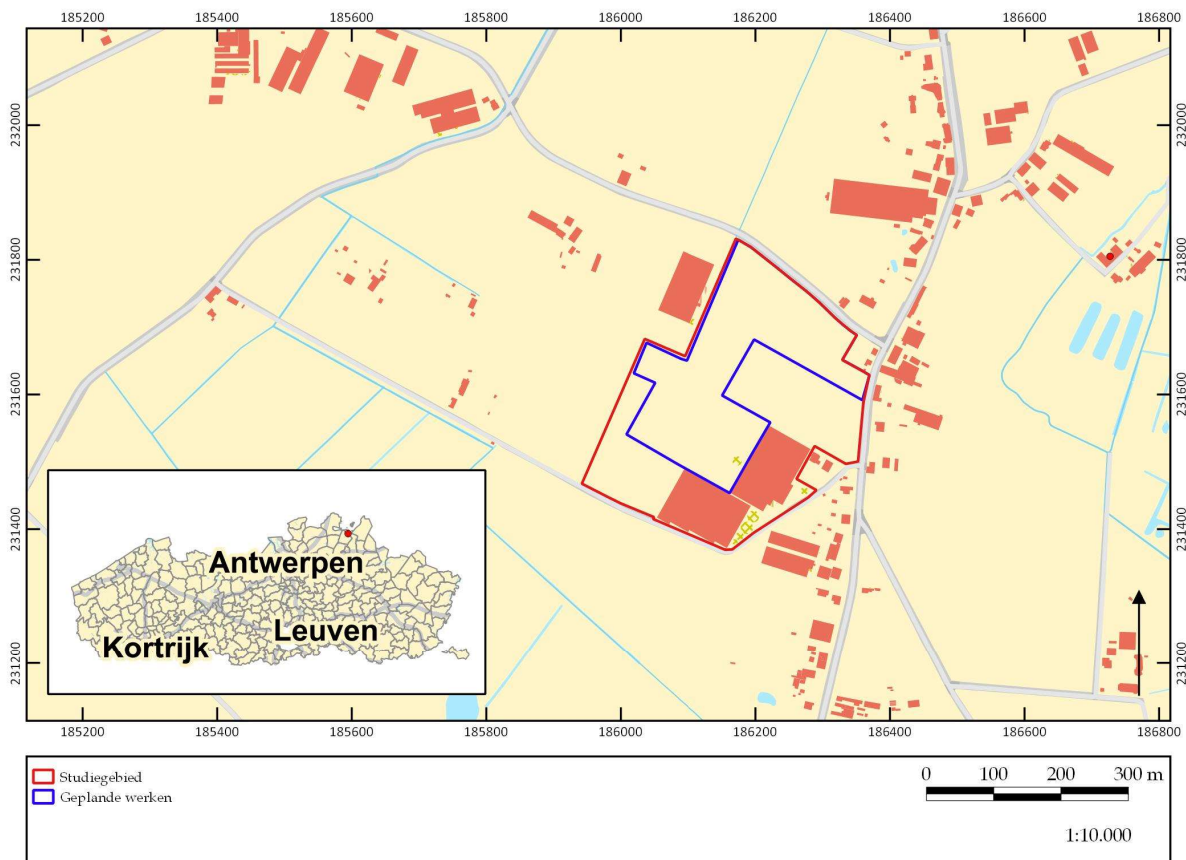 185200 185400 185600 185800 186000 186200 186400 186600 186800
232000 232000
231800 231800
231600 231600
231400 231400
231200 231200
Antwerpen
Leuven
Kortrijk
185200 185400 185600 185800 186000 186200 186400 186600 186800
Studiegebied
Geplande werken
0 100 200 300 m
1:10.000